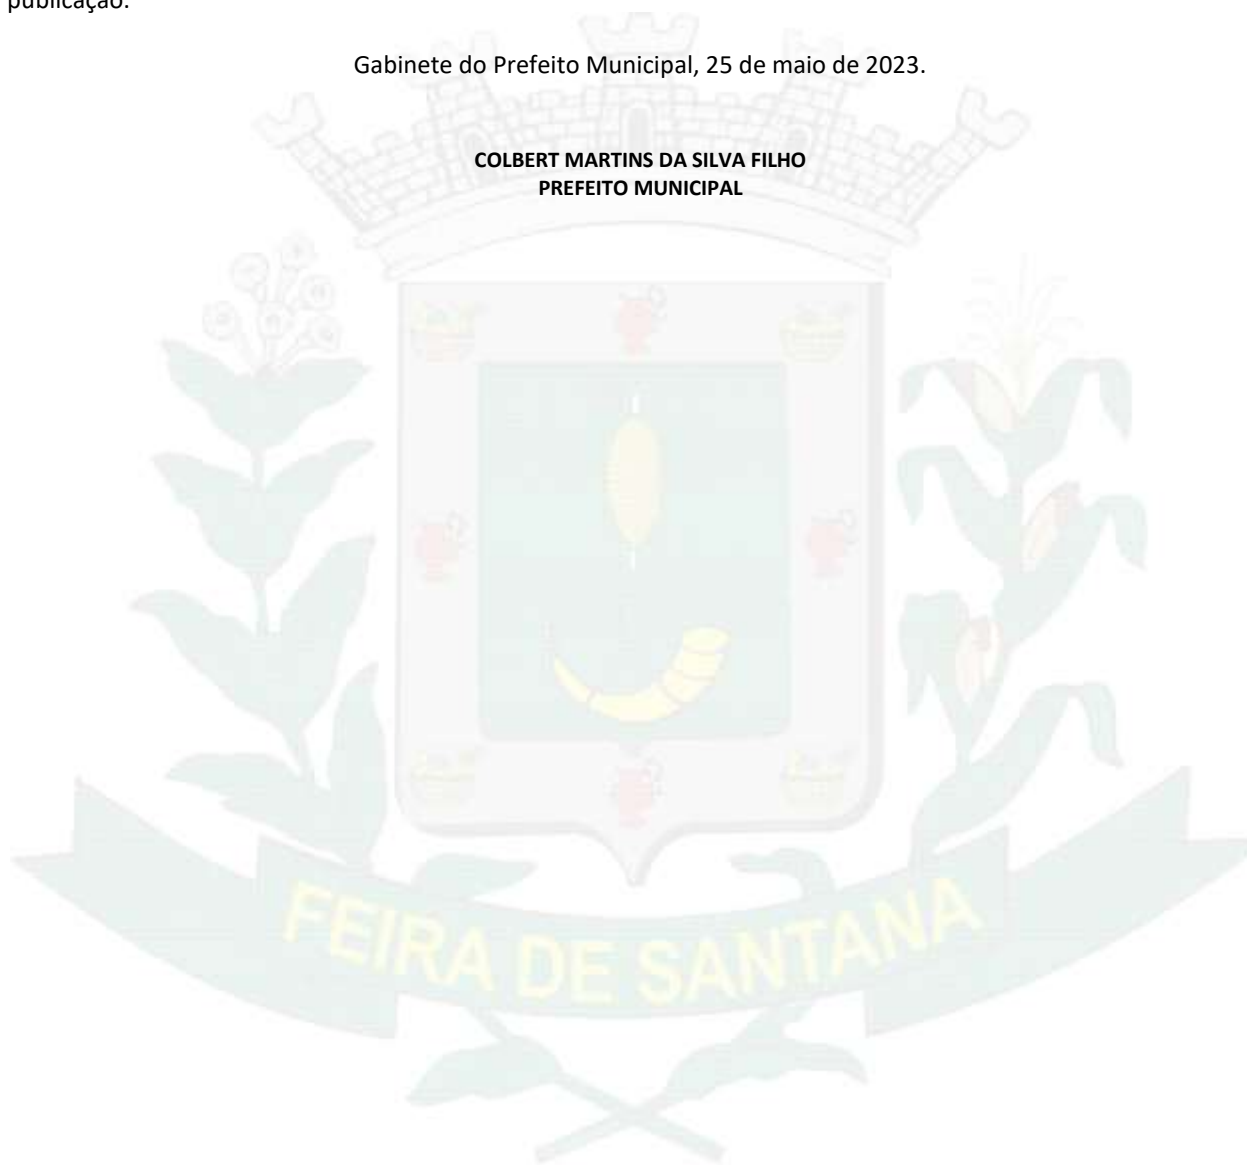 publicação.
Gabinete do Prefeito Municipal, 25 de maio de 2023.
COLBERT MARTINS DA SILVA FILHO
PREFEITO MUNICIPAL
FEIRA DE SANTANA